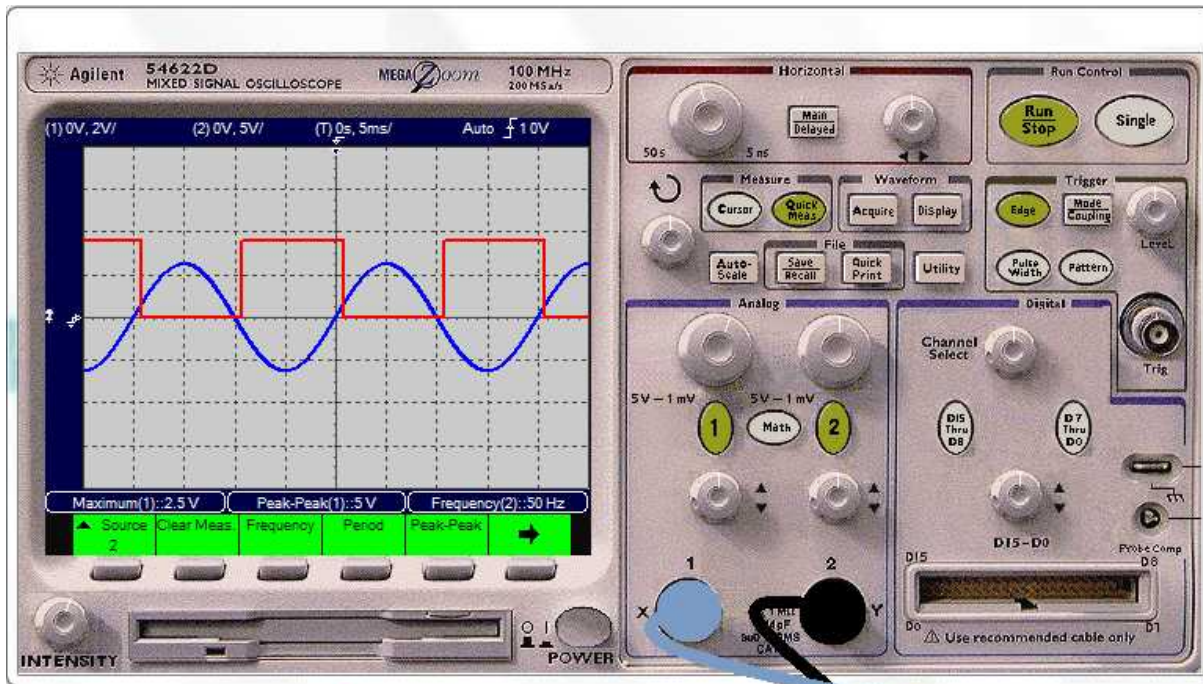 Agilent 54622D MIXED SIGNAL OSCILLOSCOPE MEGA Zoom 100 MHz 200 MSa/s
(1) 0V, 2V/ (2) 0V, 5V/ (T) 0s, 5ms/ Auto 1 0V
Maximum(1)::2.5 V Peak-Peak(1)::5 V Frequency(2)::50 Hz
Source 2 Clear Meas. Frequency Period Peak-Peak
INTENSITY
POWER
Horizontal
50 s 5 ns
Main Delayed
Run Control
Run Stop
Single
Measure
Cursor
Quick Meas
Waveform
Acquire
Display
Trigger
Edge
Mode Coupling
Level
Pulse Width
Pattern
Trig
Auto-Scale
File
Save Recall
Quick Print
Utility
Analog
5 V – 1 mV 5 V – 1 mV
1
Math
2
1 2
X Y
Digital
Channel Select
D15 Thru D8
D7 Thru D0
D15-D0
Probe Comp
D15 D8
D0
Use recommended cable only